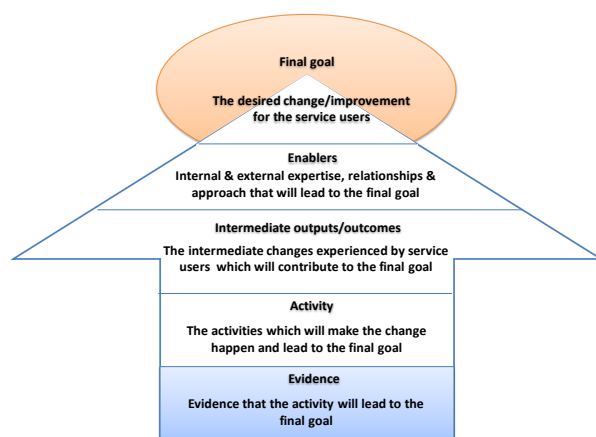 Final goal
The desired change/improvement
for the service users
Enablers
Internal & external expertise, relationships &
approach that will lead to the final goal
Intermediate outputs/outcomes
The intermediate changes experienced by service
users which will contribute to the final goal
Activity
The activities which will make the change
happen and lead to the final goal
Evidence
Evidence that the activity will lead to the
final goal